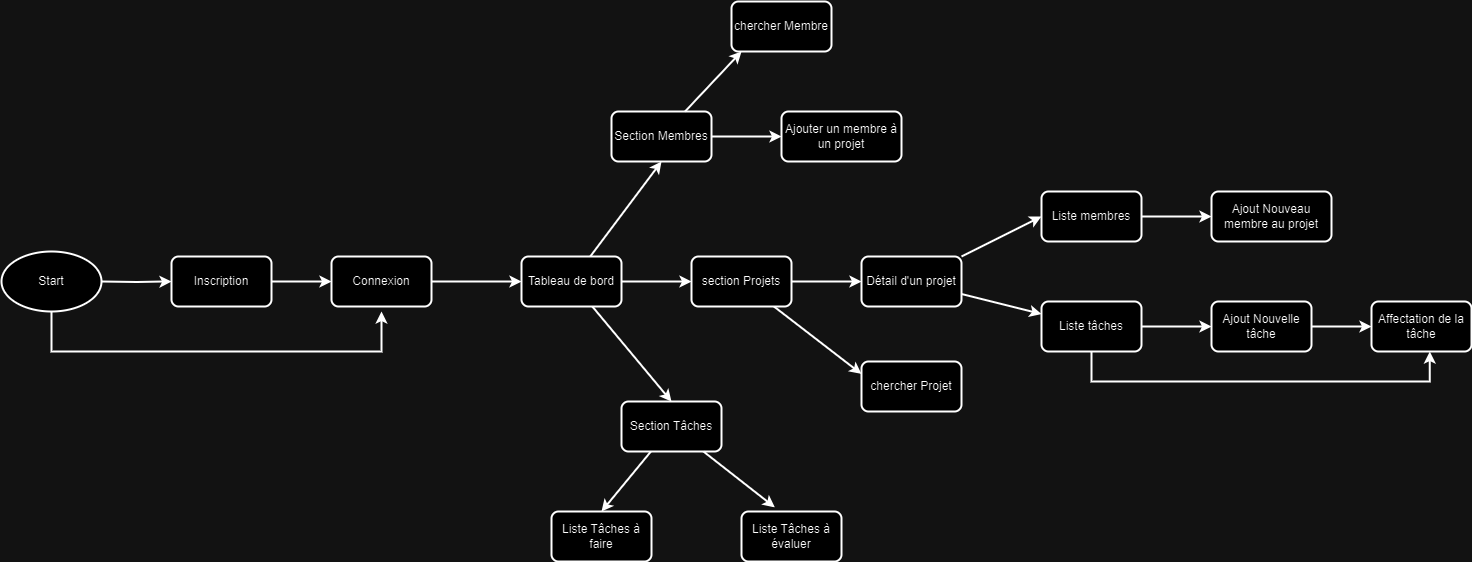 chercher Membre
Section Membres
Ajouter un membre à
un projet
Liste membres
Ajout Nouveau
membre au projet
Start
Inscription
Connexion
Tableau de bord
section Projets
Détail d'un projet
Liste tâches
Ajout Nouvelle
tâche
Affectation de la
tâche
chercher Projet
Section Tâches
Liste Tâches à
faire
Liste Tâches à
évaluer